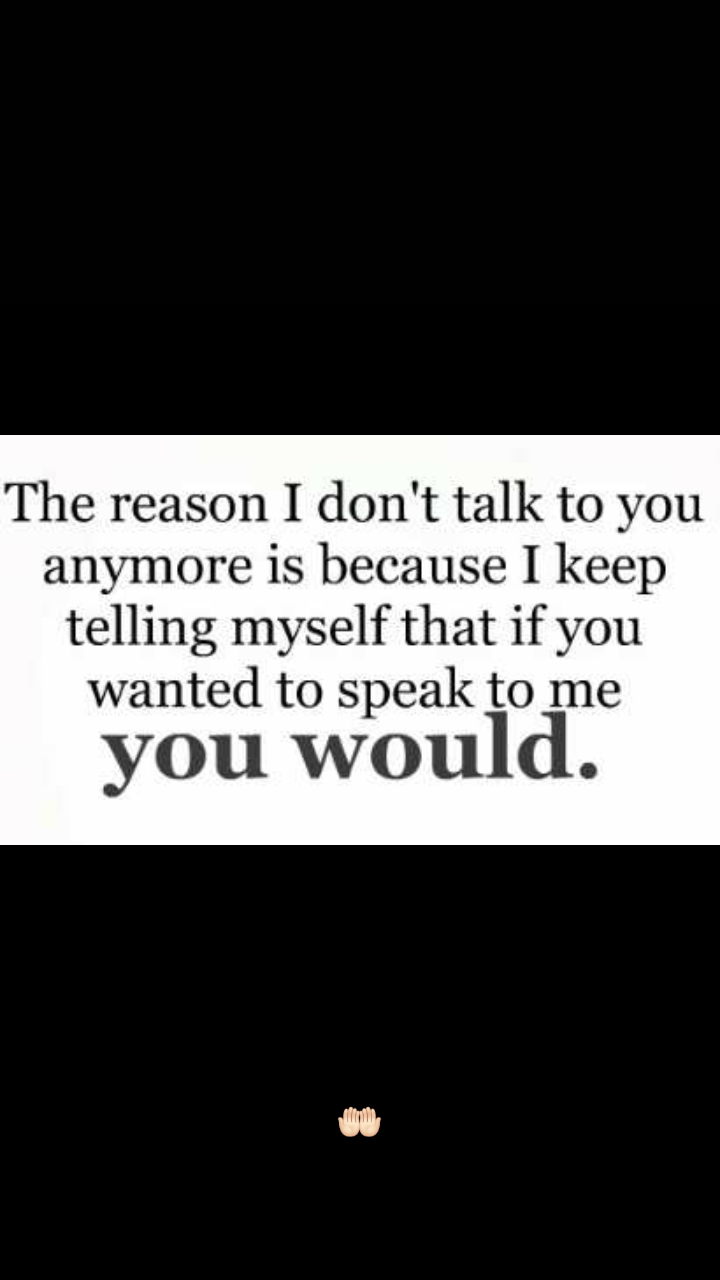 The reason I don't talk to you
anymore is because I keep
telling myself that if you
wanted to speak to me
you would.
🤲🏻